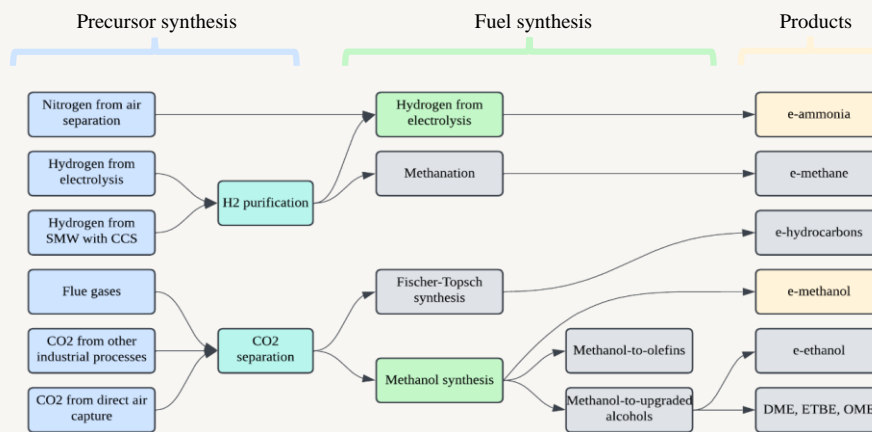 Precursor synthesis
Fuel synthesis
Products
Nitrogen from air
separation
Hydrogen from
electrolysis
e-ammonia
Hydrogen from
electrolysis
H2 purification
Methanation
e-methane
Hydrogen from
SMW with CCS
e-hydrocarbons
Flue gases
Fischer-Topsch
synthesis
e-methanol
CO2 from other
industrial processes
CO2
separation
Methanol-to-olefins
e-ethanol
Methanol synthesis
CO2 from direct air
capture
Methanol-to-upgraded
alcohols
DME, ETBE, OME